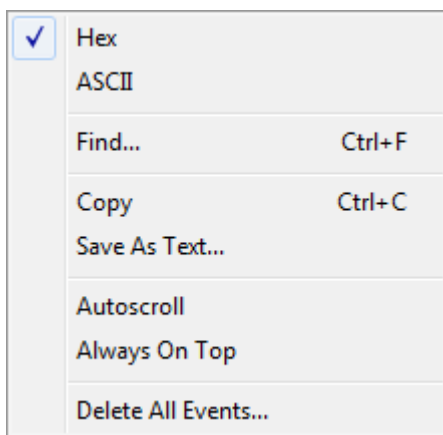 Hex
ASCII
Find... Ctrl+F
Copy Ctrl+C
Save As Text...
Autoscroll
Always On Top
Delete All Events...